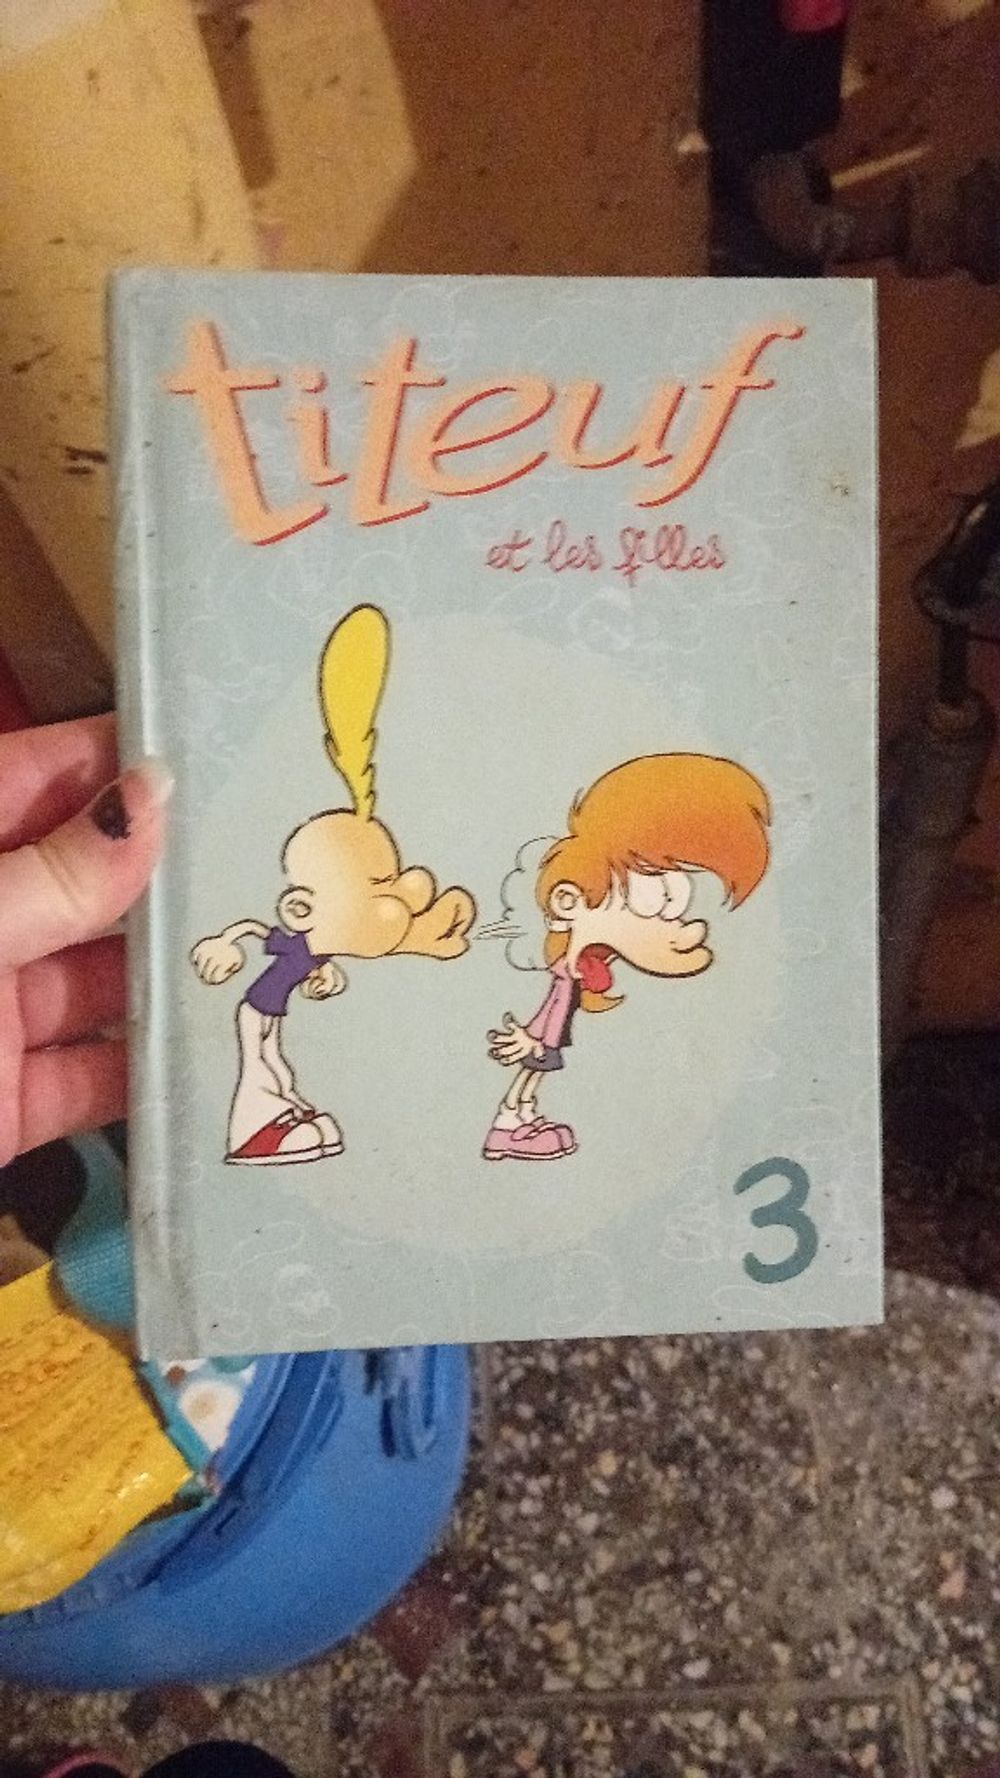 titeuf
et les filles
3